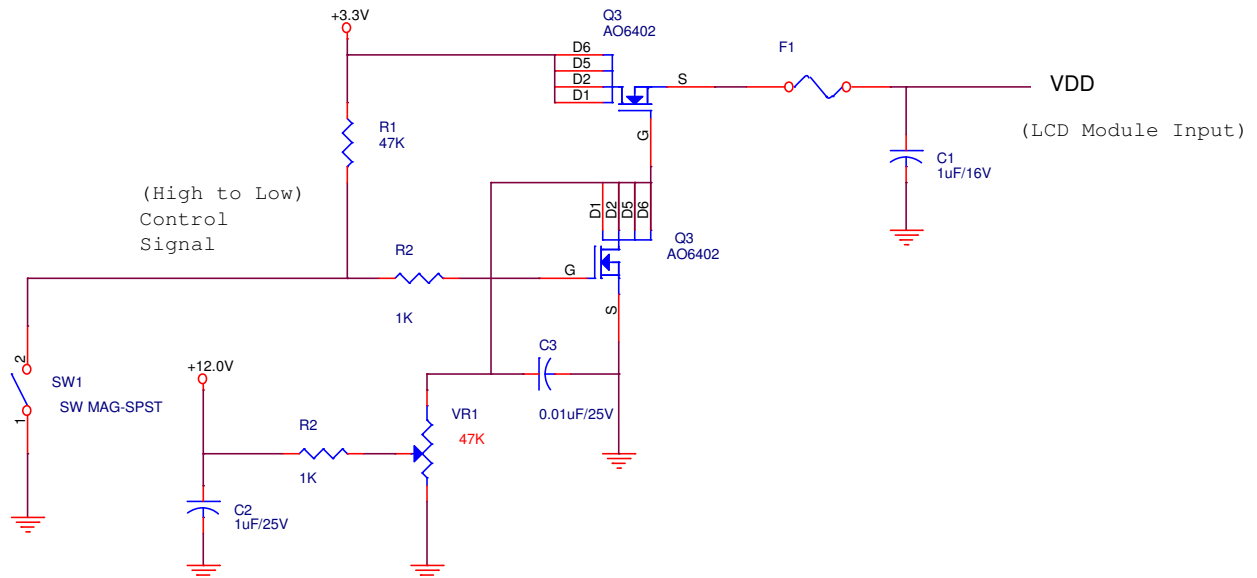 +3.3V
Q3
AO6402
D6
D5
D2
D1
S
G
F1
VDD
(LCD Module Input)
C1
1uF/16V
R1
47K
(High to Low)
Control
Signal
D1
D2
D5
D6
Q3
AO6402
R2
1K
G
S
C3
0.01uF/25V
2
1
SW1
SW MAG-SPST
+12.0V
R2
1K
VR1
47K
C2
1uF/25V